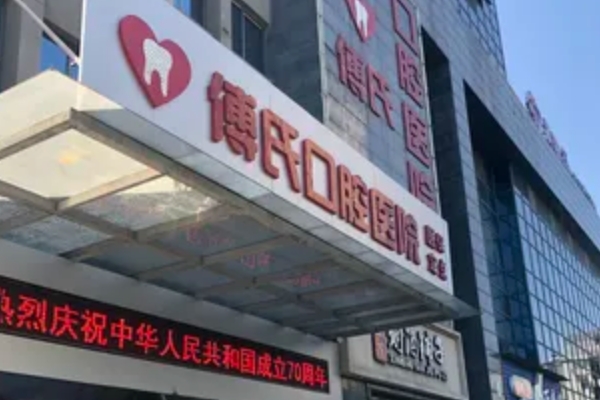 傅氏口腔医院
傅氏
口腔医院
热烈庆祝中华人民共和国成立70周年